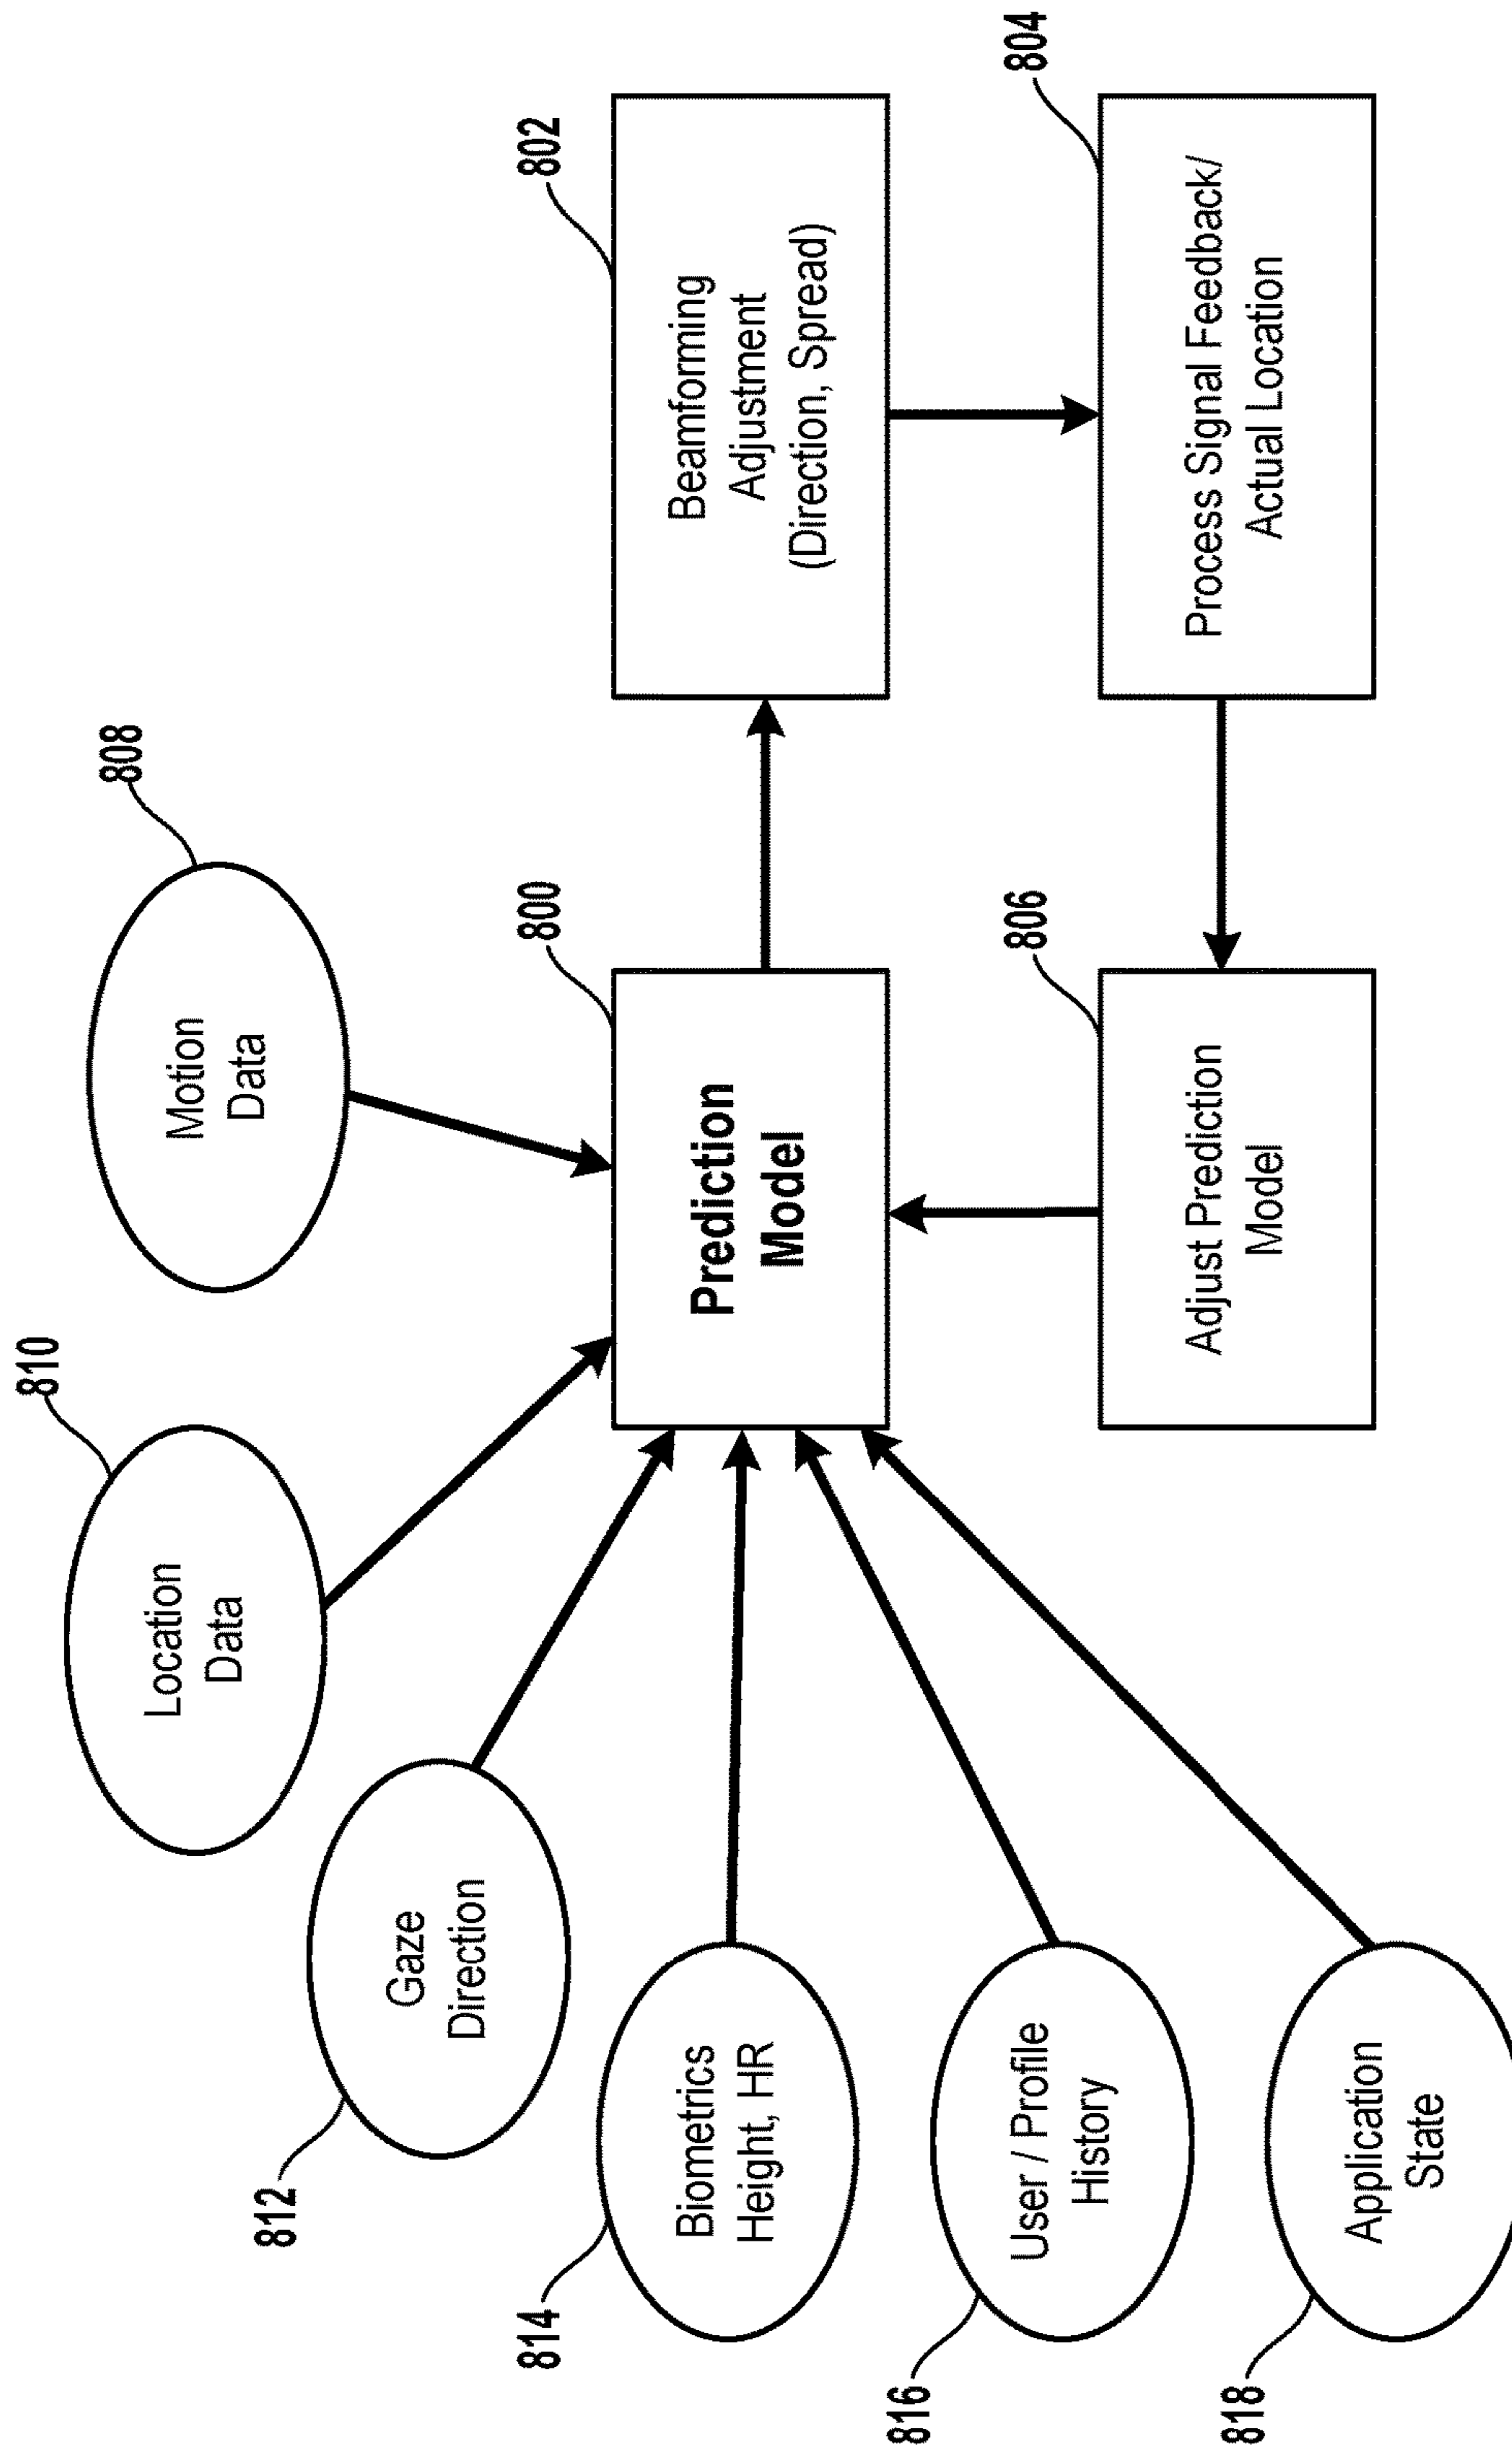 808
Motion
Data
810
Location
Data
812
Gaze
Direction
814
Biometrics
Height, HR
816
User / Profile
History
818
Application
State
800
Prediction
Model
802
Beamforming
Adjustment
(Direction, Spread)
806
Adjust Prediction
Model
804
Process Signal Feedback/
Actual Location